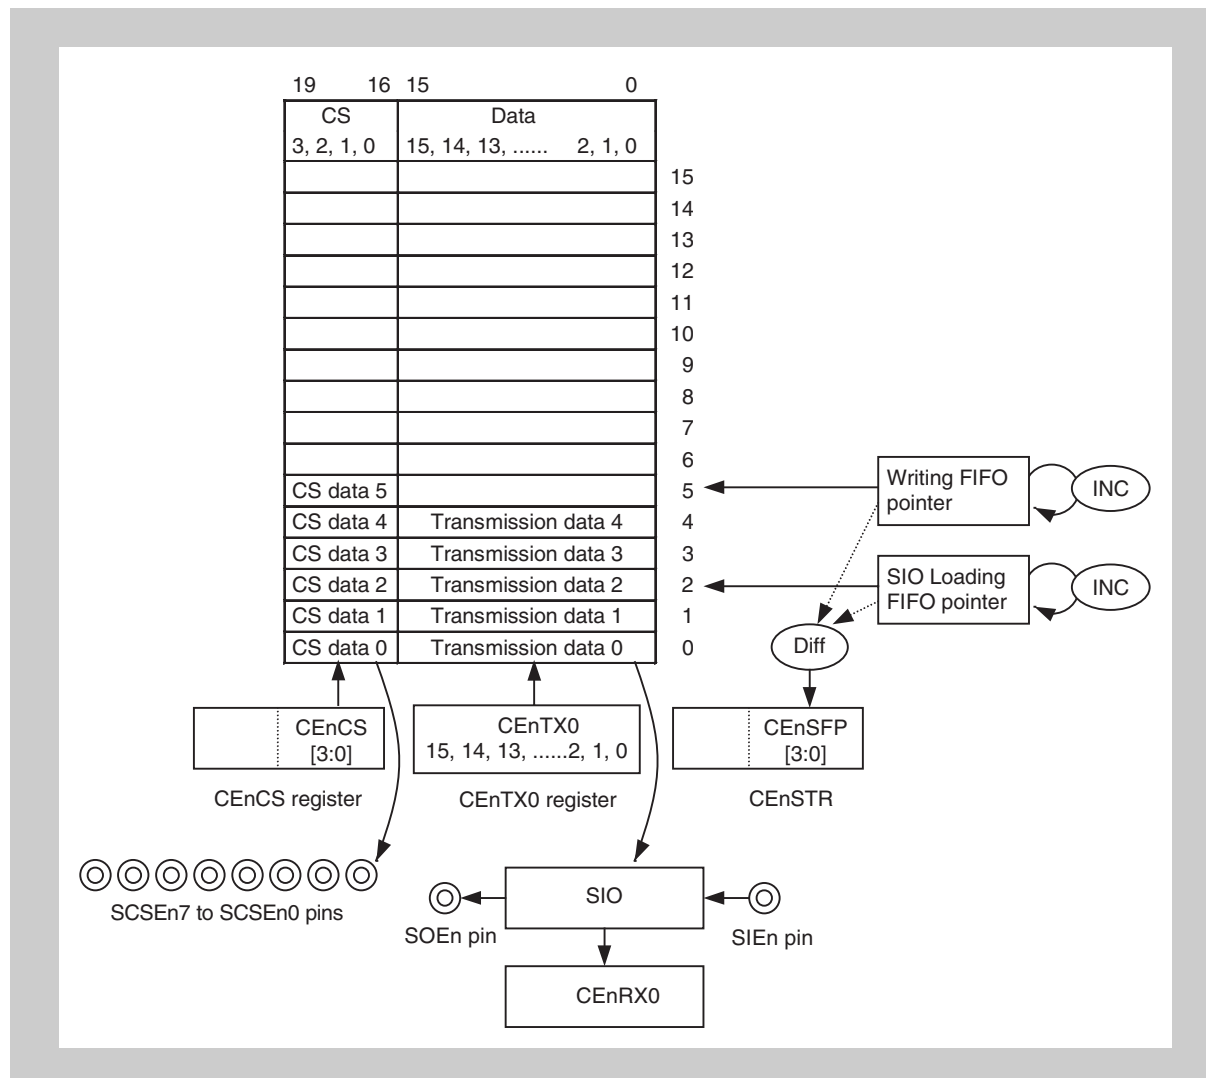 19 16 15 0
CS Data
3, 2, 1, 0 15, 14, 13, ...... 2, 1, 0
15
14
13
12
11
10
9
8
7
6
CS data 5 5
CS data 4 Transmission data 4 4
CS data 3 Transmission data 3 3
CS data 2 Transmission data 2 2
CS data 1 Transmission data 1 1
CS data 0 Transmission data 0 0
Writing FIFO
pointer
INC
SIO Loading
FIFO pointer
INC
Diff
CEnCS
[3:0]
CEnCS register
CEnTX0
15, 14, 13, ......2, 1, 0
CEnTX0 register
CEnSFP
[3:0]
CEnSTR
SCSEn7 to SCSEn0 pins
SOEn pin
SIO
SIEn pin
CEnRX0